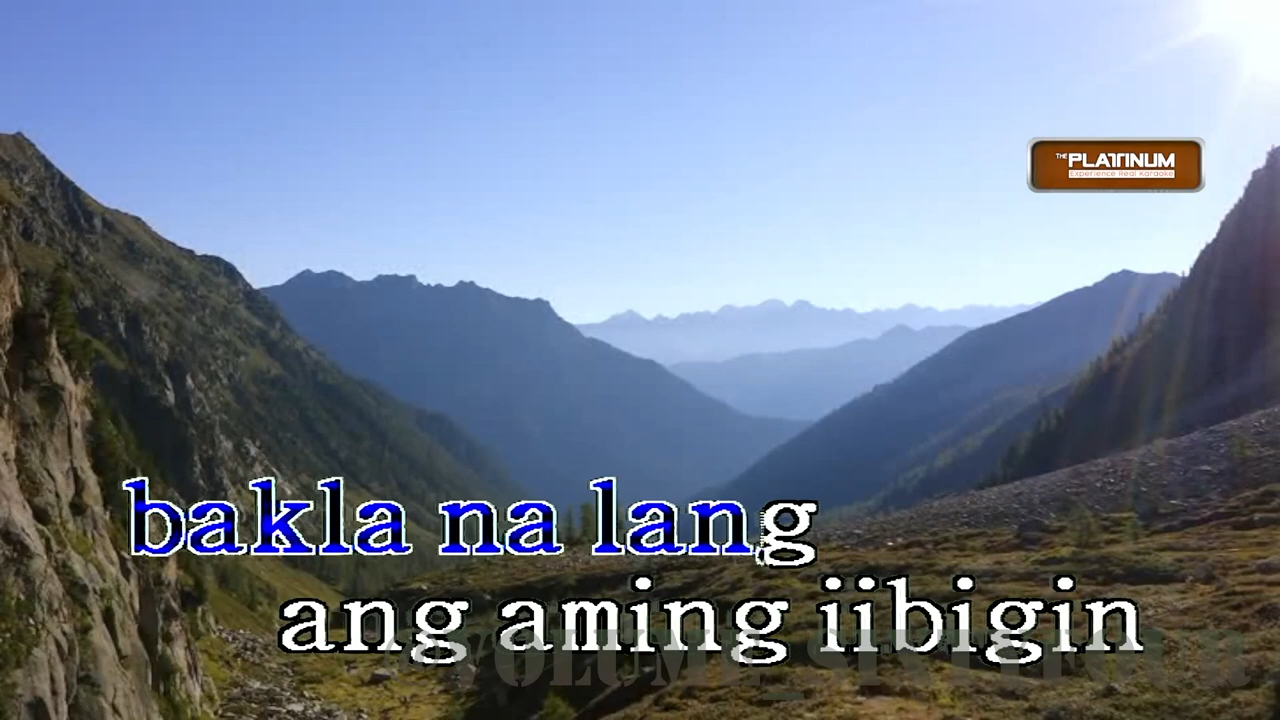 THE PLATINUM
Experience Real Karaoke
bakla na lang
ang aming iibigin